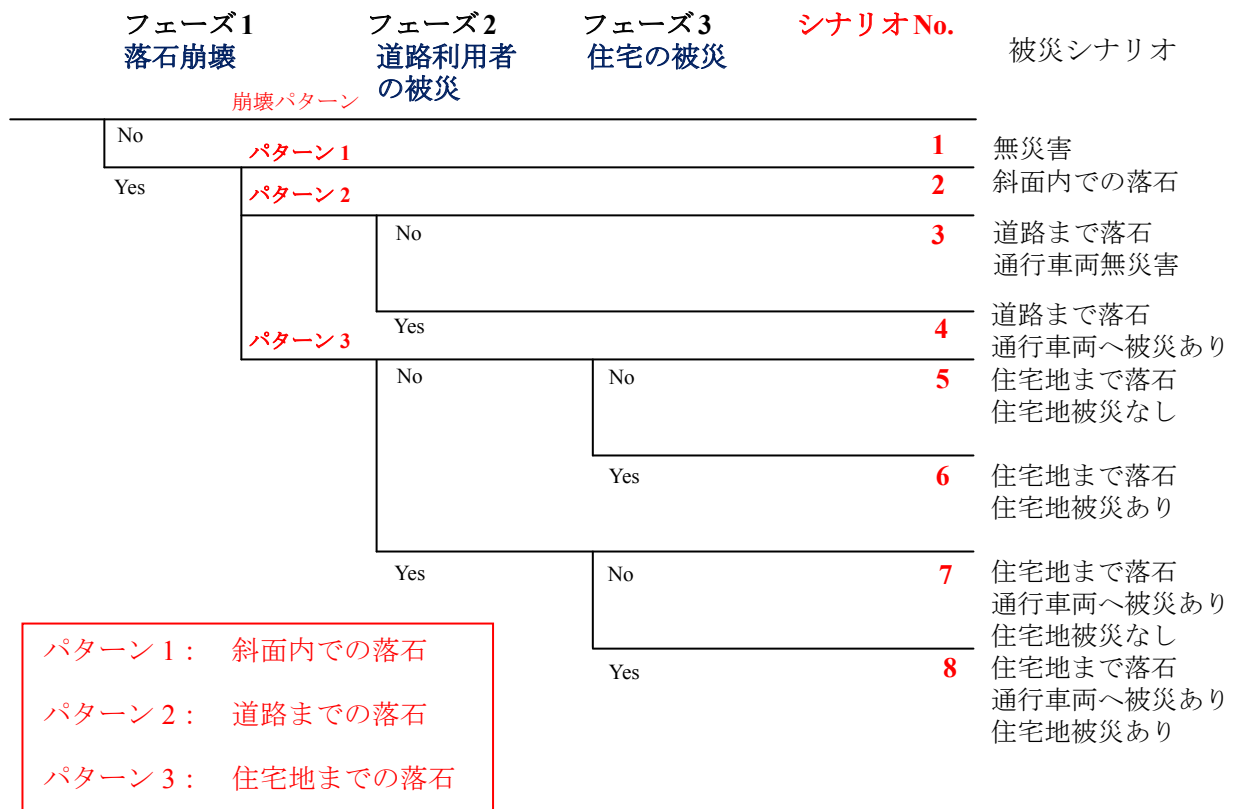 フェーズ1
落石崩壊
フェーズ2
道路利用者
の被災
フェーズ3
住宅の被災
シナリオNo.
被災シナリオ
崩壊パターン
No
パターン1
1
無災害
Yes
パターン2
2
斜面内での落石
No
3
道路まで落石
通行車両無災害
Yes
4
道路まで落石
通行車両へ被災あり
パターン3
No
No
5
住宅地まで落石
住宅地被災なし
Yes
6
住宅地まで落石
住宅地被災あり
Yes
No
7
住宅地まで落石
通行車両へ被災あり
住宅地被災なし
Yes
8
住宅地まで落石
通行車両へ被災あり
住宅地被災あり
パターン1： 斜面内での落石
パターン2： 道路までの落石
パターン3： 住宅地までの落石